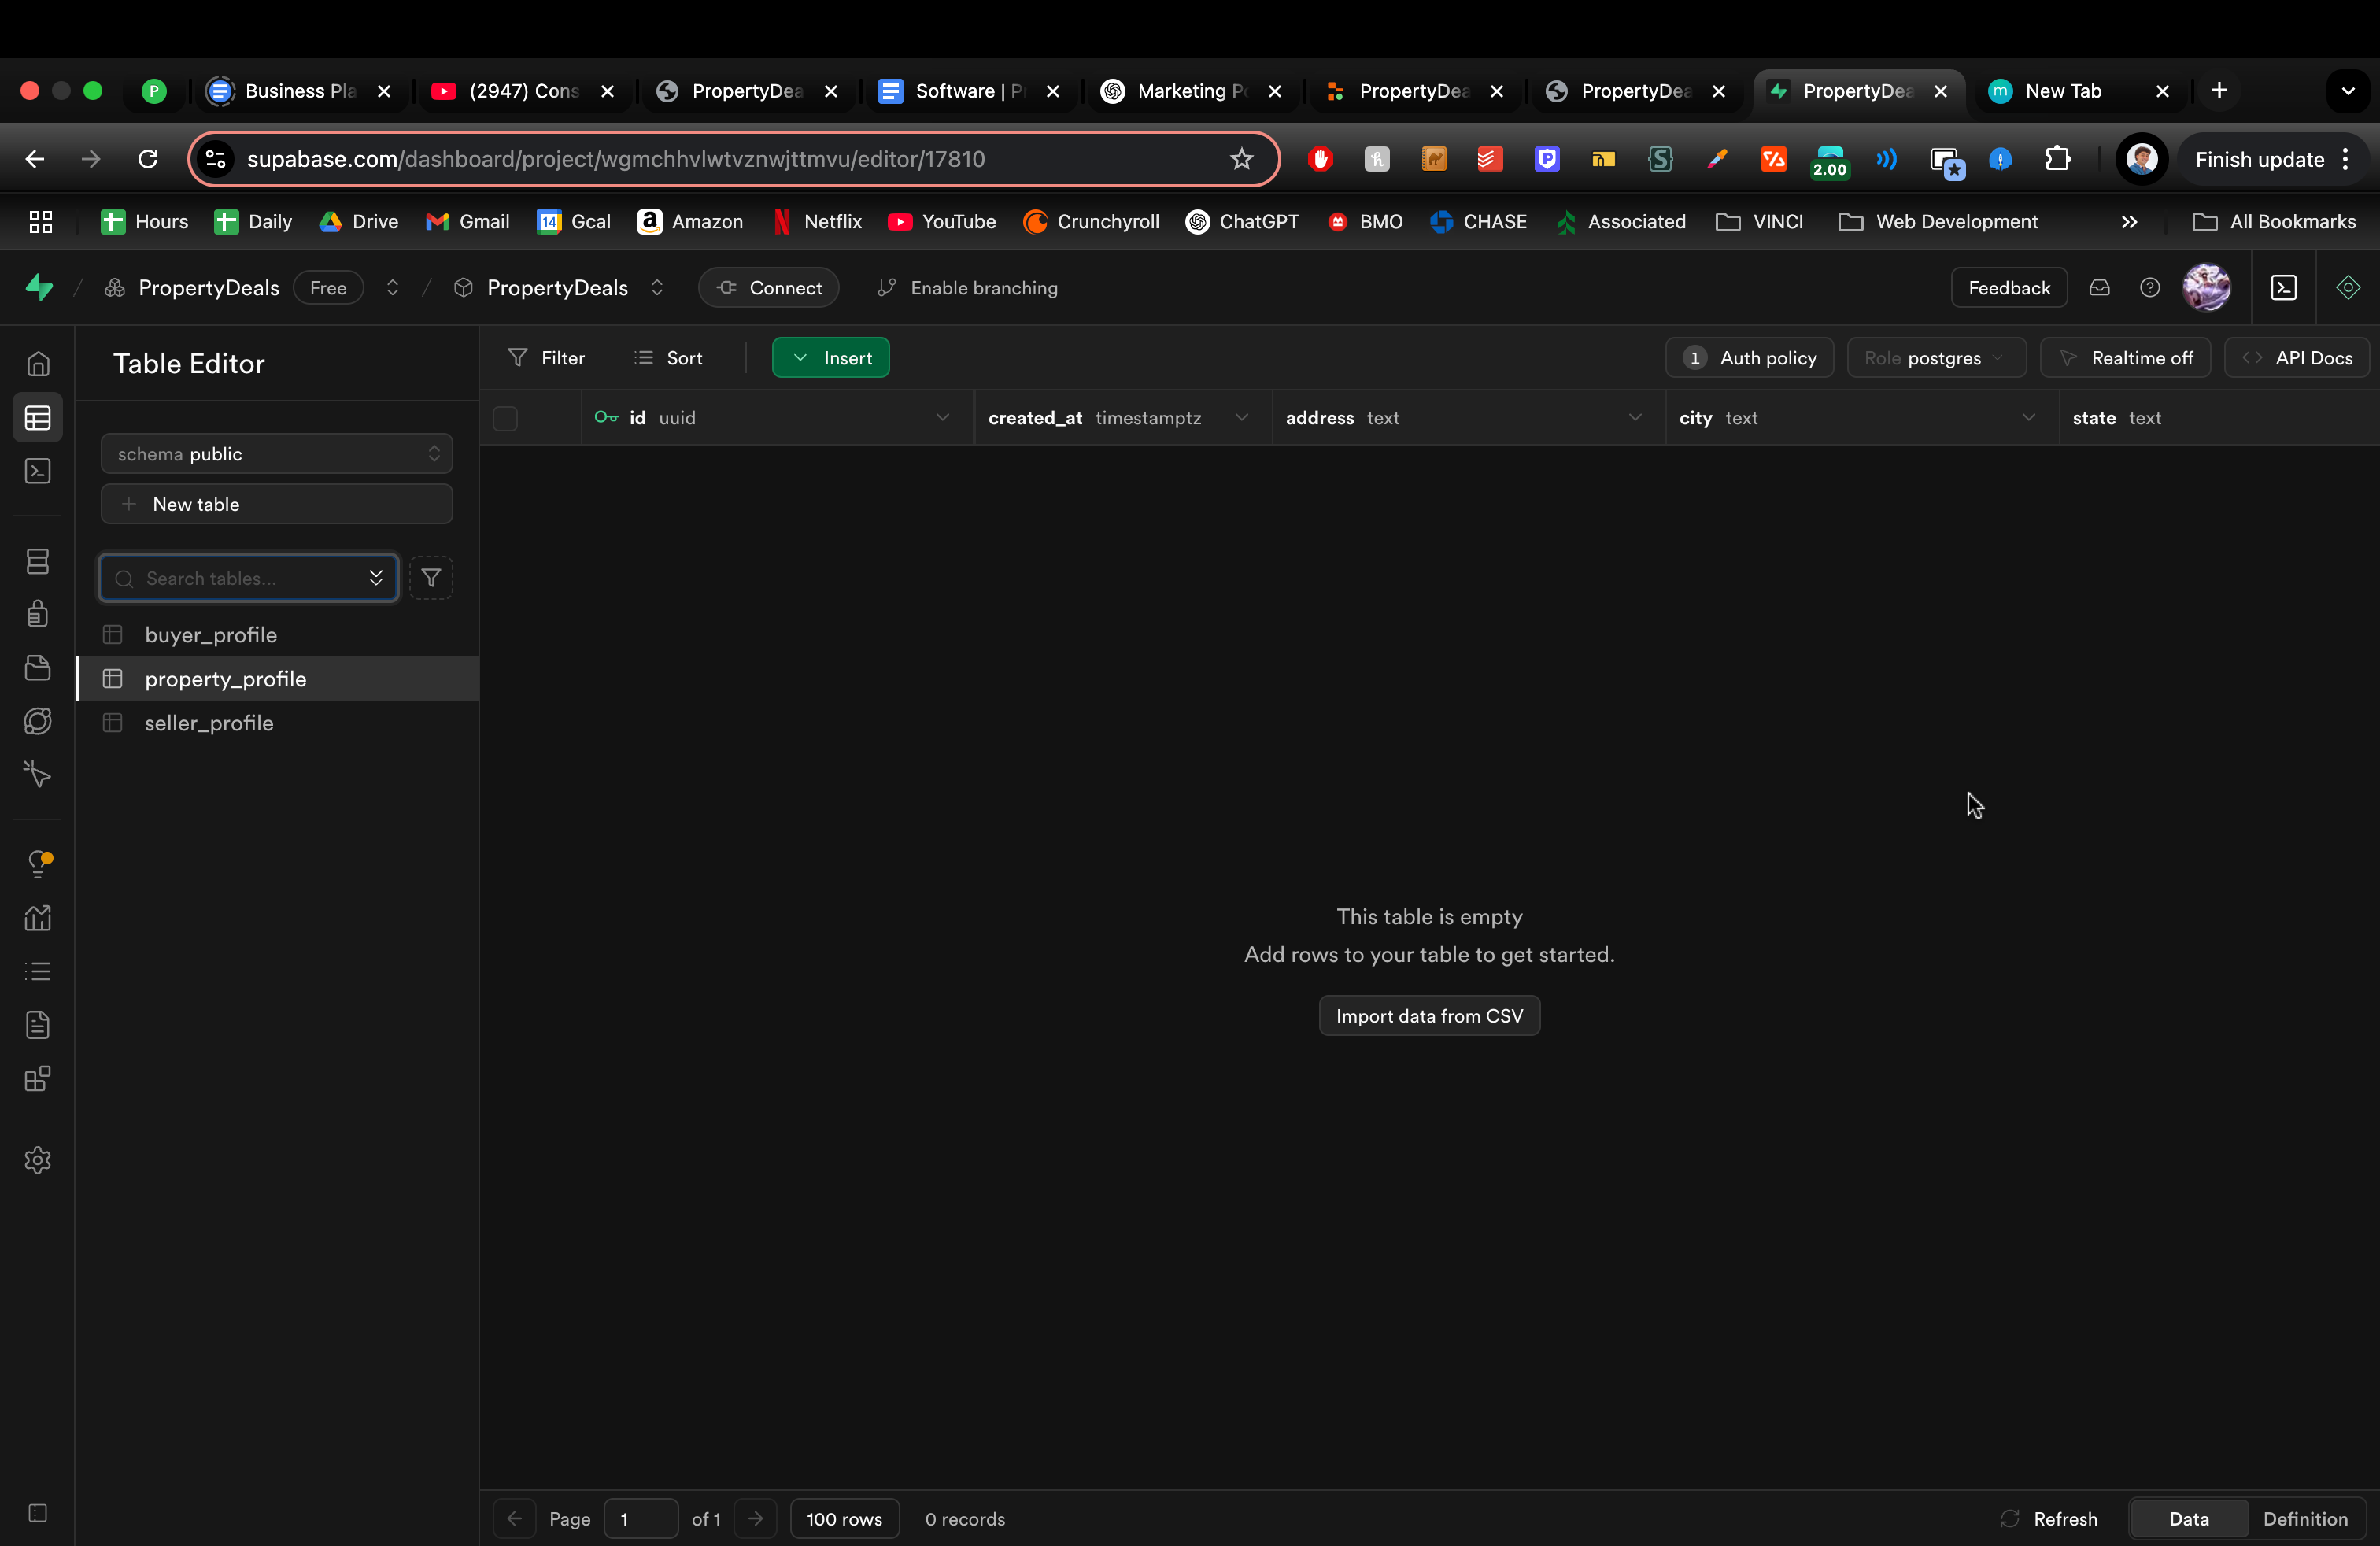 P
Business Pla
(2947) Cons
PropertyDea
Software | P
Marketing Po
PropertyDea
PropertyDea
PropertyDea
m New Tab
supabase.com/dashboard/project/wgmchhvlwtvznwjttmvu/editor/17810
2.00
Finish update
Hours
Daily
Drive
Gmail
14 Gcal
Amazon
Netflix
YouTube
Crunchyroll
ChatGPT
BMO
CHASE
Associated
VINCI
Web Development
All Bookmarks
PropertyDeals Free
PropertyDeals
Connect
Enable branching
Feedback
Table Editor
Filter
Sort
Insert
1 Auth policy
Role postgres
Realtime off
API Docs
id uuid
created_at timestamptz
address text
city text
state text
schema public
New table
Search tables...
buyer_profile
property_profile
seller_profile
This table is empty
Add rows to your table to get started.
Import data from CSV
Page 1 of 1
100 rows
0 records
Refresh
Data
Definition